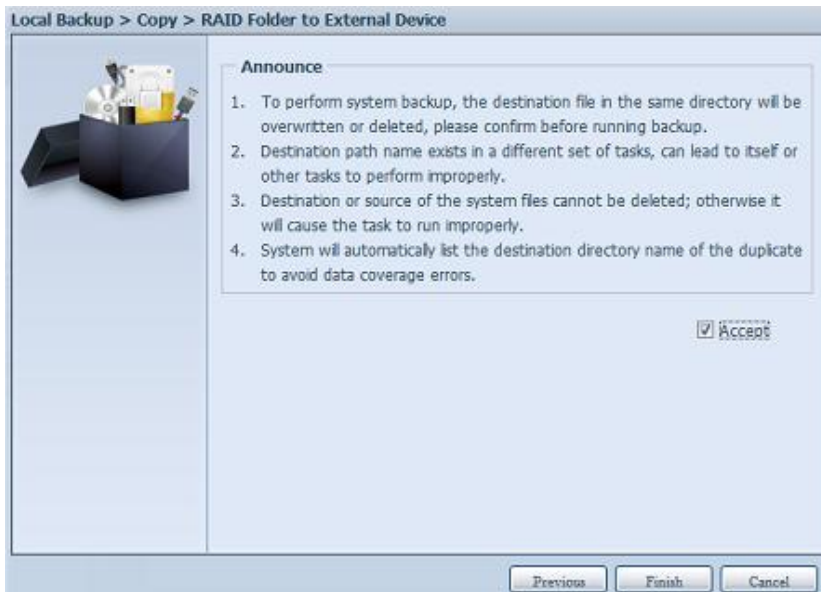 Local Backup > Copy > RAID Folder to External Device
Announce
1. To perform system backup, the destination file in the same directory will be
overwritten or deleted, please confirm before running backup.
2. Destination path name exists in a different set of tasks, can lead to itself or
other tasks to perform improperly.
3. Destination or source of the system files cannot be deleted; otherwise it
will cause the task to run improperly.
4. System will automatically list the destination directory name of the duplicate
to avoid data coverage errors.
Accept
Previous Finish Cancel